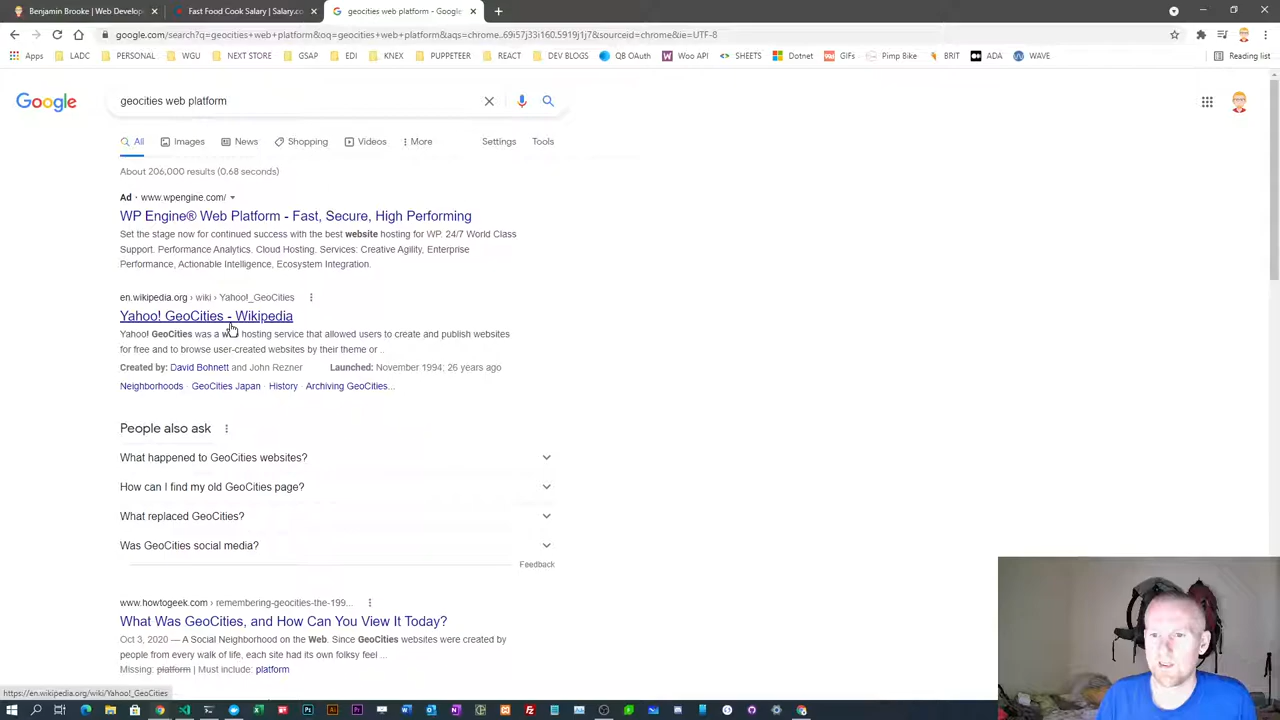 Benjamin Brooke | Web Develop
Front End Coder Salary | Salary.co
geocities web platform - Google
google.com/search?q=geocities+web+platform&oq=geocities+web+platform&aqs=chrome..69i57j33i160.5919j1j7&sourceid=chrome&ie=UTF-8
Apps LADC PROGRAMMING WGU NEXT STORE GSAP EDI KNEX PUPPETEER REACT DEV BLOGS QB OAuth Woo API SHEETS Dotnet GIFs Pimp Bike BRIT ADA WAVE Reading list
Google geocities web platform
All Images News Shopping Videos More Settings Tools
About 206,000 results (0.68 seconds)
Ad · www.wpengine.com/
WP Engine® Web Platform - Fast, Secure, High Performing
Set the stage now for continued success with the best website hosting for WP. 24/7 World Class
Support. Performance Analytics. Cloud Hosting. Services: Creative Agility, Enterprise
Performance, Actionable Intelligence, Ecosystem Integration.
en.wikipedia.org › wiki › Yahoo!_GeoCities
Yahoo! GeoCities - Wikipedia
Yahoo! GeoCities was a hosting service that allowed users to create and publish websites
for free and to browse user-created websites by their theme or ...
Created by: David Bohnett and John Rezner Launched: November 1994; 26 years ago
Neighborhoods · GeoCities Japan · History · Archiving GeoCities...
People also ask
What happened to GeoCities websites?
How can I find my old GeoCities page?
What replaced GeoCities?
Was GeoCities social media?
Feedback
www.howtogeek.com › remembering-geocities-the-199...
What Was GeoCities, and How Can You View It Today?
Oct 3, 2020 — A Social Neighborhood on the Web. Since GeoCities websites were created by
people from every walk of life, each site had its own folksy feel ...
Missing: platform | Must include: platform
https://en.wikipedia.org/wiki/Yahoo!_GeoCities